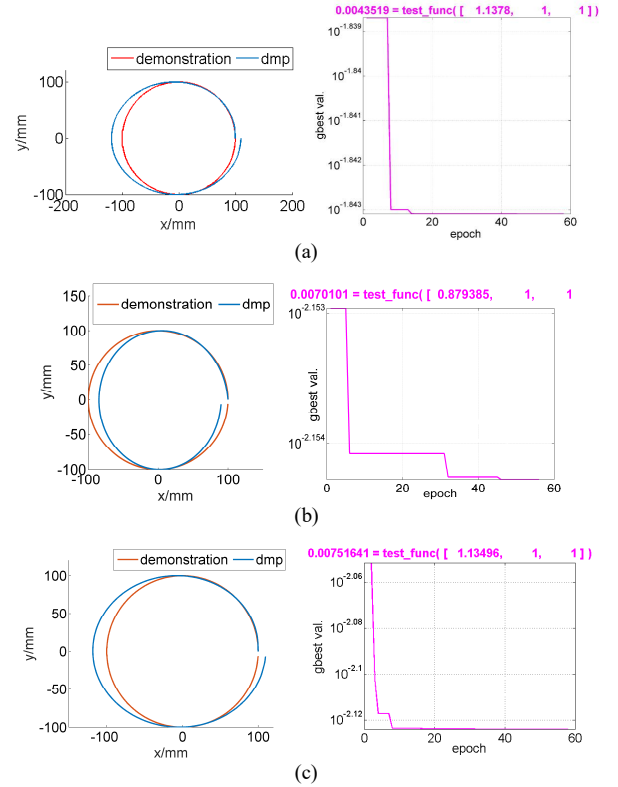 0.0043519 = test_func( [ 1.1378, 1, 1 ] )
demonstration dmp
100
0
-100
y/mm
-200 -100 0 100 200
x/mm
10^-1.839
10^-1.84
10^-1.841
10^-1.842
10^-1.843
gbest val.
0 20 40 60
epoch
(a)
0.0070101 = test_func( [ 0.879385, 1, 1
demonstration dmp
150
100
50
0
-50
-100
y/mm
-100 0 100
x/mm
10^-2.153
10^-2.154
gbest val.
0 20 40 60
epoch
(b)
0.00751641 = test_func( [ 1.13496, 1, 1 ] )
demonstration dmp
100
50
0
-50
-100
y/mm
-100 0 100
x/mm
10^-2.06
10^-2.08
10^-2.1
10^-2.12
gbest val.
0 20 40 60
epoch
(c)